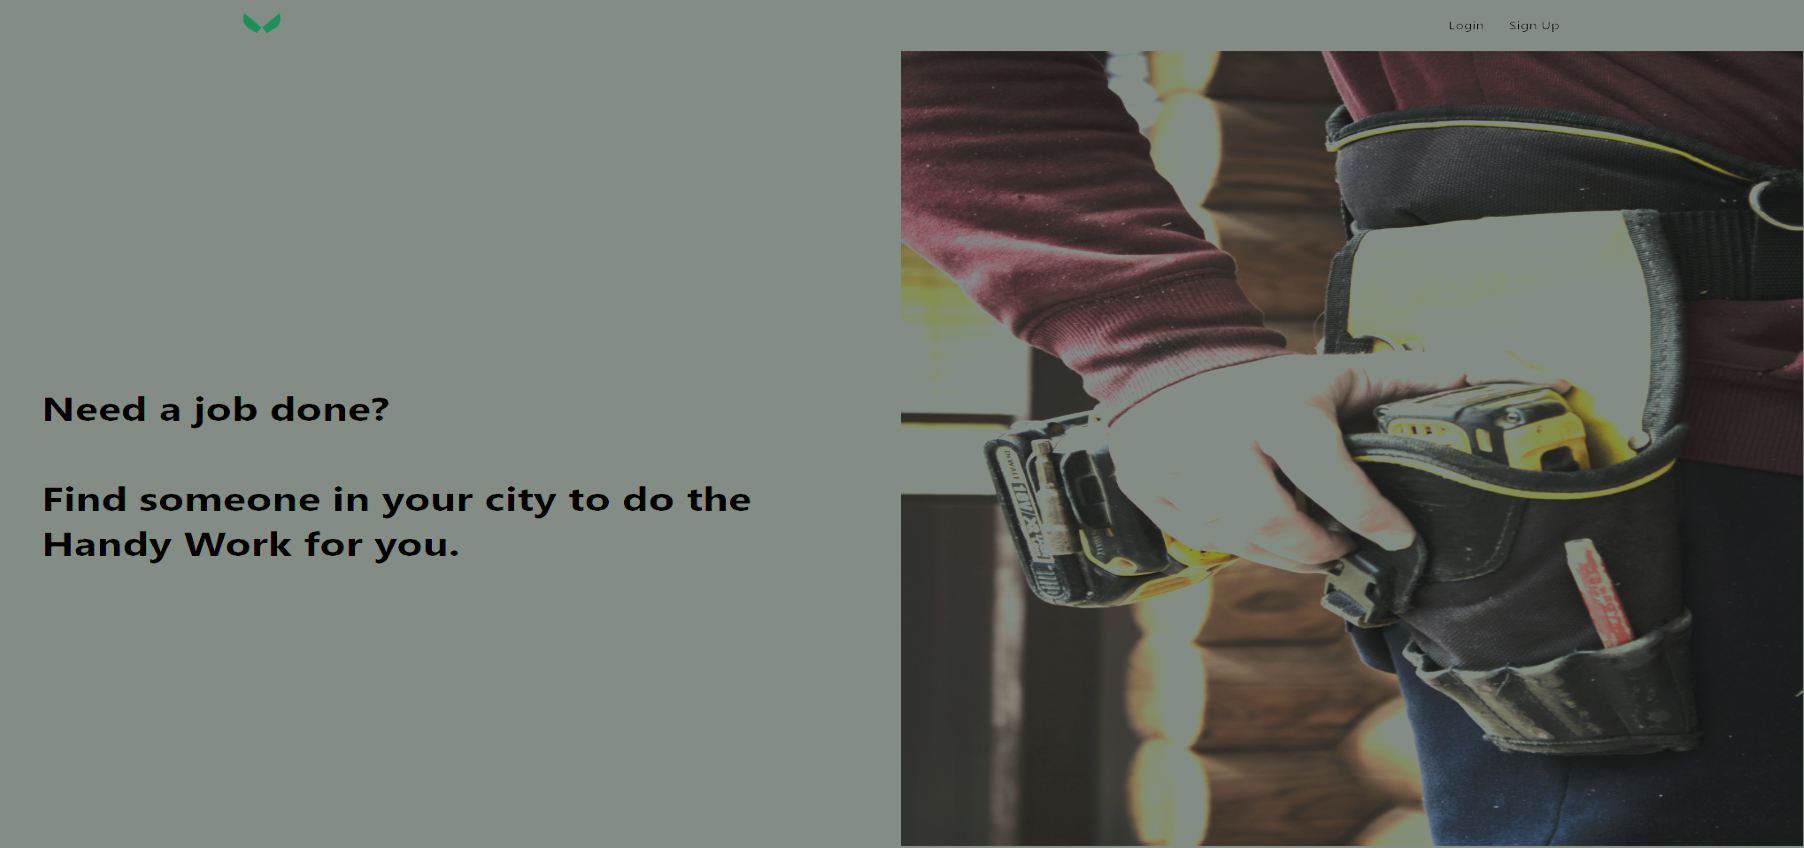 Login
Sign Up
Need a job done?
Find someone in your city to do the
Handy Work for you.